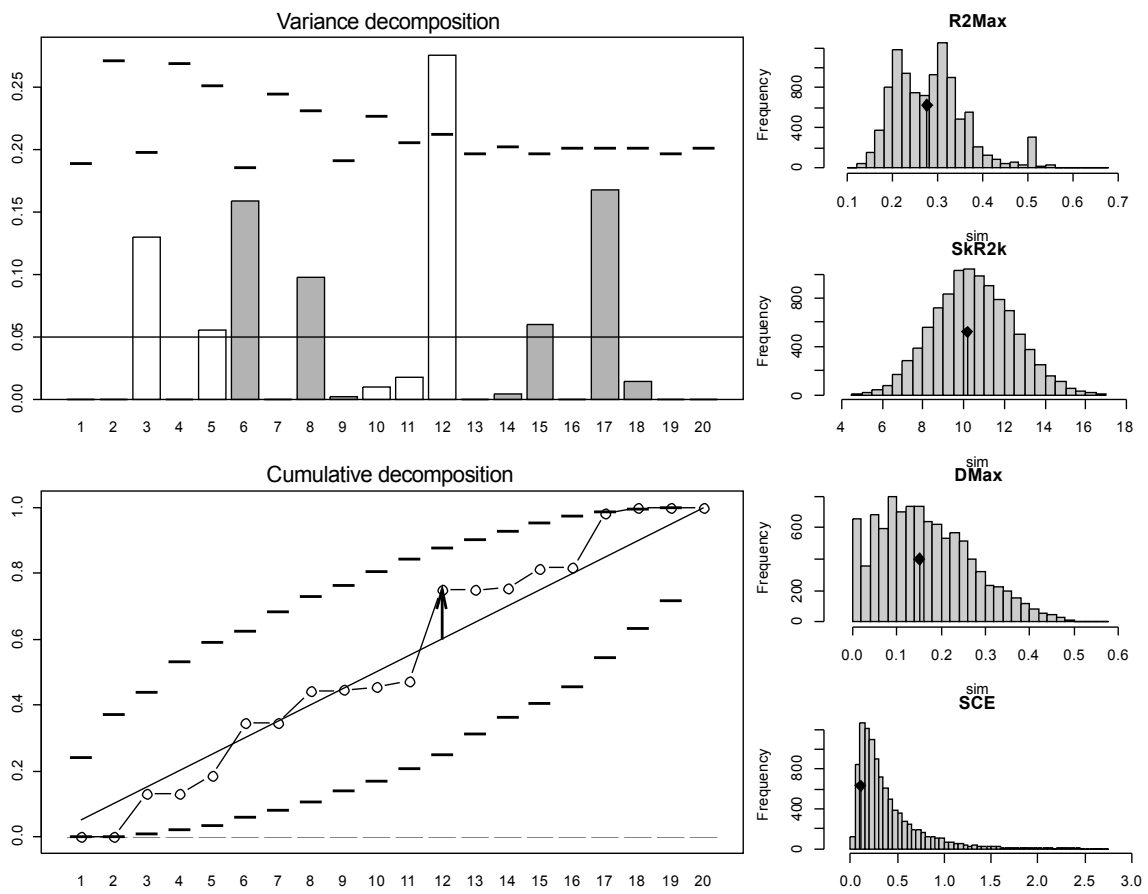 Variance decomposition
0.25
0.20
0.15
0.10
0.05
0.00
1 2 3 4 5 6 7 8 9 10 11 12 13 14 15 16 17 18 19 20
Cumulative decomposition
1.0
0.8
0.6
0.4
0.2
0.0
1 2 3 4 5 6 7 8 9 10 11 12 13 14 15 16 17 18 19 20
R2Max
Frequency
800
400
0
0.1 0.2 0.3 0.4 0.5 0.6 0.7
sim
SkR2k
Frequency
800
400
0
4 6 8 10 12 14 16 18
sim
DMax
Frequency
600
200
0
0.0 0.1 0.2 0.3 0.4 0.5 0.6
sim
SCE
Frequency
800
400
0
0.0 0.5 1.0 1.5 2.0 2.5 3.0